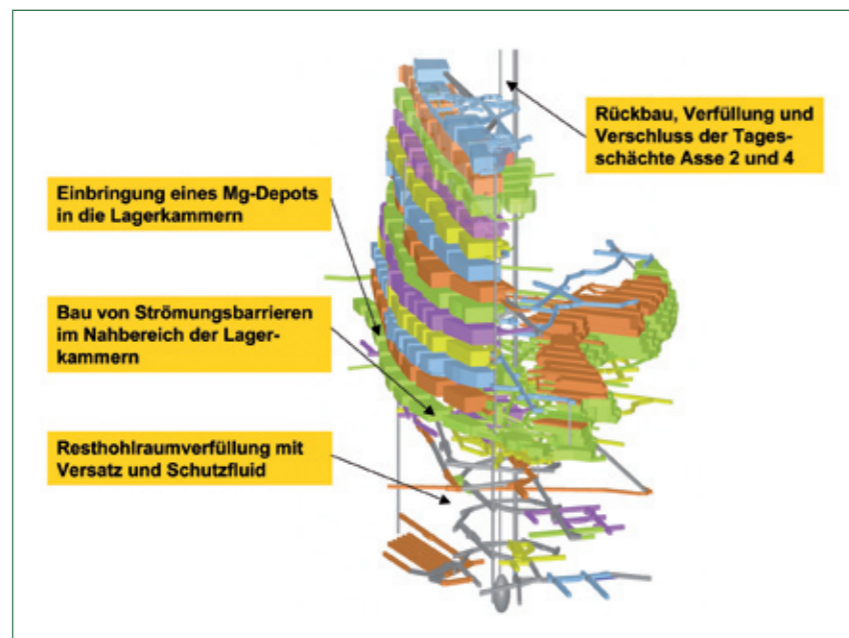 Rückbau, Verfüllung und
Verschluss der Tages-
schächte Asse 2 und 4
Einbringung eines Mg-Depots
in die Lagerkammern
Bau von Strömungsbarrieren
im Nahbereich der Lager-
kammern
Resthohlraumverfüllung mit
Versatz und Schutzfluid